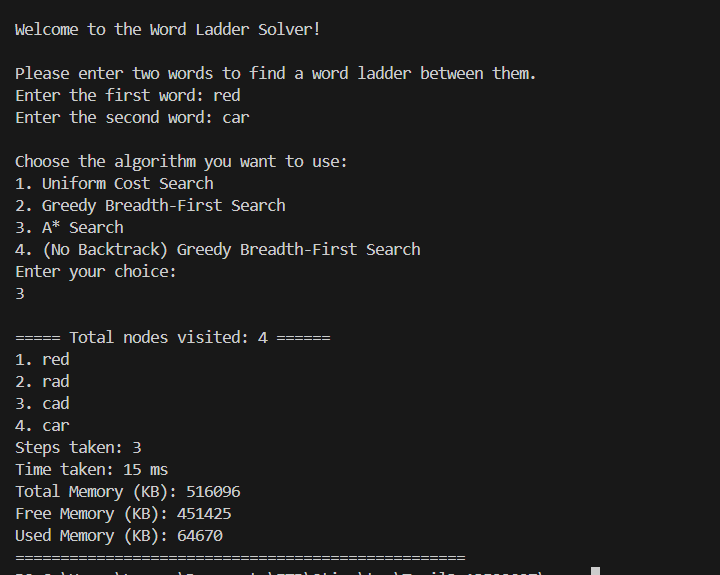 Welcome to the Word Ladder Solver!
Please enter two words to find a word ladder between them.
Enter the first word: red
Enter the second word: car
Choose the algorithm you want to use:
1. Uniform Cost Search
2. Greedy Breadth-First Search
3. A* Search
4. (No Backtrack) Greedy Breadth-First Search
Enter your choice:
3
===== Total nodes visited: 4 ======
1. red
2. rad
3. cad
4. car
Steps taken: 3
Time taken: 15 ms
Total Memory (KB): 516096
Free Memory (KB): 451425
Used Memory (KB): 64670
==================================================